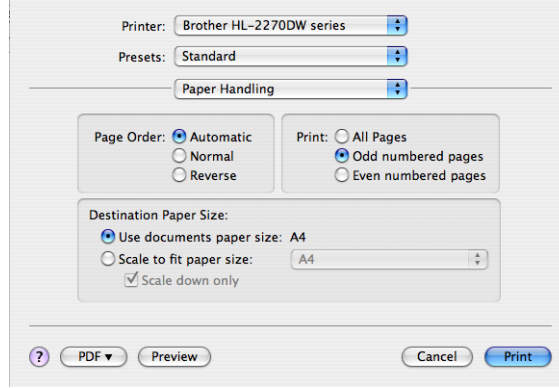 Printer: Brother HL-2270DW series
Presets: Standard
Paper Handling
Page Order: Automatic
Normal
Reverse
Print: All Pages
Odd numbered pages
Even numbered pages
Destination Paper Size:
Use documents paper size: A4
Scale to fit paper size: A4
Scale down only
? PDF ▾ Preview Cancel Print